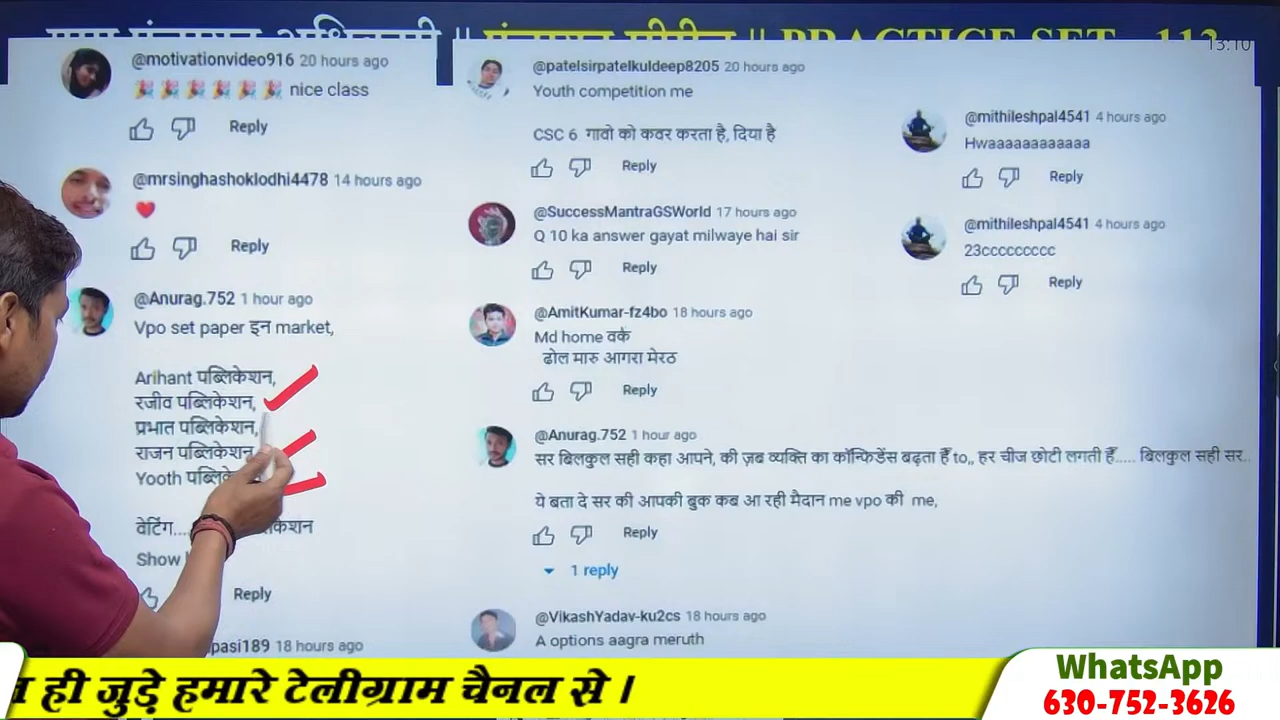 PRACTICE SET - 113
13:10
@motivationvideo916 20 hours ago
🎉🎉🎉🎉🎉🎉 nice class
Reply
@mrsinghashoklodhi4478 14 hours ago
❤️
Reply
@Anurag.752 1 hour ago
Vpo set paper इन market,
Arihant पब्लिकेशन,
रजीव पब्लिकेशन,
प्रभात पब्लिकेशन,
राजन पब्लिकेशन
Yooth
वेटिंग....
Show
Reply
pasi189 18 hours ago
@patelsirpatelkuldeep8205 20 hours ago
Youth competition me
CSC 6 गावो को कवर करता है, दिया है
Reply
@SuccessMantraGSWorld 17 hours ago
Q 10 ka answer gayat milwaye hai sir
Reply
@AmitKumar-fz4bo 18 hours ago
Md home वर्क
ढोल मारु आगरा मेरठ
Reply
@Anurag.752 1 hour ago
सर बिलकुल सही कहा आपने, की ज़ब व्यक्ति का कॉन्फिडेंस बढ़ता हैँ to,, हर चीज छोटी लगती हैँ..... बिलकुल सही सर..
ये बता दे सर की आपकी बुक कब आ रही मैदान me vpo की me,
Reply
1 reply
@VikashYadav-ku2cs 18 hours ago
A options aagra meruth
@mithileshpal4541 4 hours ago
Hwaaaaaaaaaaaa
Reply
@mithileshpal4541 4 hours ago
23cccccccccc
Reply
ही जुड़े हमारे टेलीग्राम चैनल से ।
WhatsApp
630-752-3626